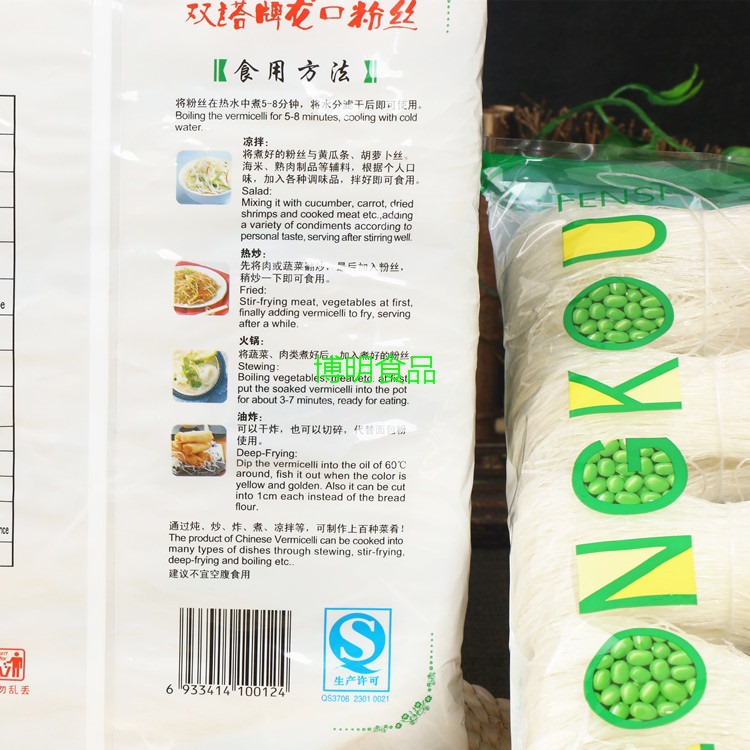 双塔牌龙口粉丝
食用方法
将粉丝在热水中煮5-8分钟，将水分滤干后即可使用。
Boiling the vermicelli for 5-8 minutes, cooling with cold
water.
凉拌：
将煮好的粉丝与黄瓜条、胡萝卜丝。
海米、熟肉制品等辅料，根据个人口
味，加入各种调味品，拌好即可食用。
Salad:
Mixing it with cucumber, carrot, dried
shrimps and cooked meat etc.,adding
a variety of condiments according to
personal taste, serving after stirring well.
热炒：
先将肉或蔬菜翻炒，最后加入粉丝，
稍炒一下即可食用。
Fried:
Stir-frying meat, vegetables at first,
finally adding vermicelli to fry, serving
after a while.
火锅：
将蔬菜、肉类煮好后，加入煮好的粉丝
Stewing:
Boiling vegetables, meat etc. at first
put the soaked vermicelli into the pot
for about 3-7 minutes, ready for eating.
博明食品
油炸：
可以干炸，也可以切碎，代替面包粉
使用。
Deep-Frying:
Dip the vermicelli into the oil of 60℃
around, fish it out when the color is
yellow and golden. Also it can be cut
into 1cm each instead of the bread
flour.
通过炖、炒、炸、煮、凉拌等，可制作上百种菜肴！
The product of Chinese Vermicelli can be cooked into
many types of dishes through stewing, stir-frying,
deep-frying and boiling etc..
建议不宜空腹食用
6 933414 100124
QS
生产许可
QS3706 2301 0021
勿乱丢
FENSI
LONGKOU